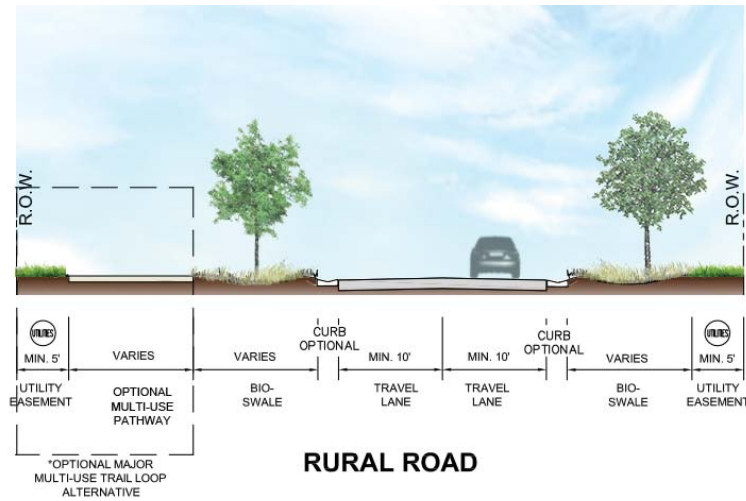 R.O.W.
R.O.W.
UTILITIES
UTILITIES
CURB
OPTIONAL
CURB
OPTIONAL
MIN. 5'
VARIES
VARIES
MIN. 10'
MIN. 10'
VARIES
MIN. 5'
UTILITY
EASEMENT
OPTIONAL
MULTI-USE
PATHWAY
BIO-
SWALE
TRAVEL
LANE
TRAVEL
LANE
BIO-
SWALE
UTILITY
EASEMENT
*OPTIONAL MAJOR
MULTI-USE TRAIL LOOP
ALTERNATIVE
RURAL ROAD